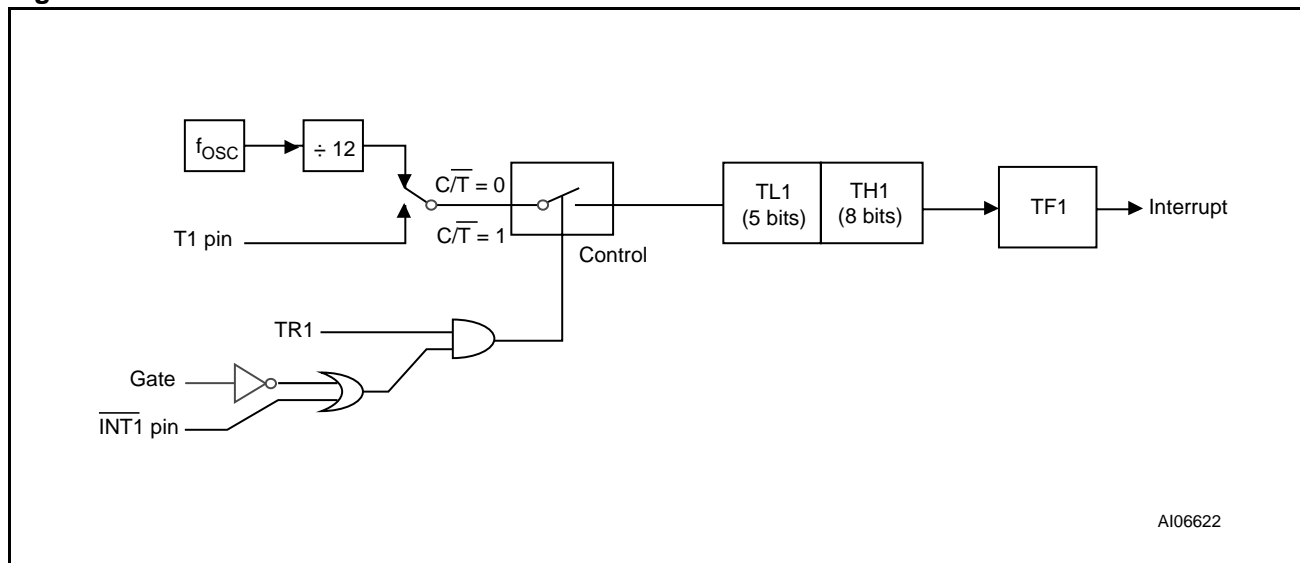 fOSC
÷ 12
C/T̅ = 0
C/T̅ = 1
T1 pin
Control
TL1
(5 bits)
TH1
(8 bits)
TF1
Interrupt
TR1
Gate
I̅N̅T̅1̅ pin
AI06622